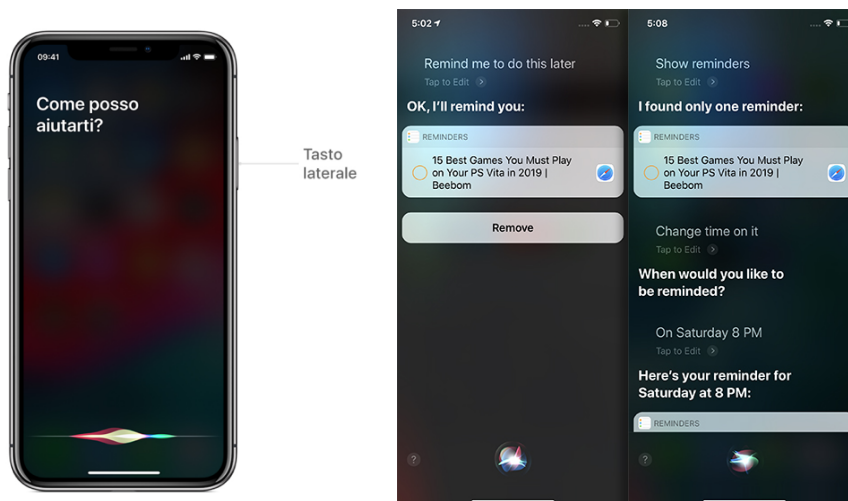 09:41
Come posso
aiutarti?
Tasto
laterale
5:02
Remind me to do this later
Tap to Edit
OK, I'll remind you:
REMINDERS
15 Best Games You Must Play
on Your PS Vita in 2019 |
Beebom
Remove
?
5:08
Show reminders
Tap to Edit
I found only one reminder:
REMINDERS
15 Best Games You Must Play
on Your PS Vita in 2019 |
Beebom
Change time on it
Tap to Edit
When would you like to
be reminded?
On Saturday 8 PM
Tap to Edit
Here's your reminder for
Saturday at 8 PM:
REMINDERS
?